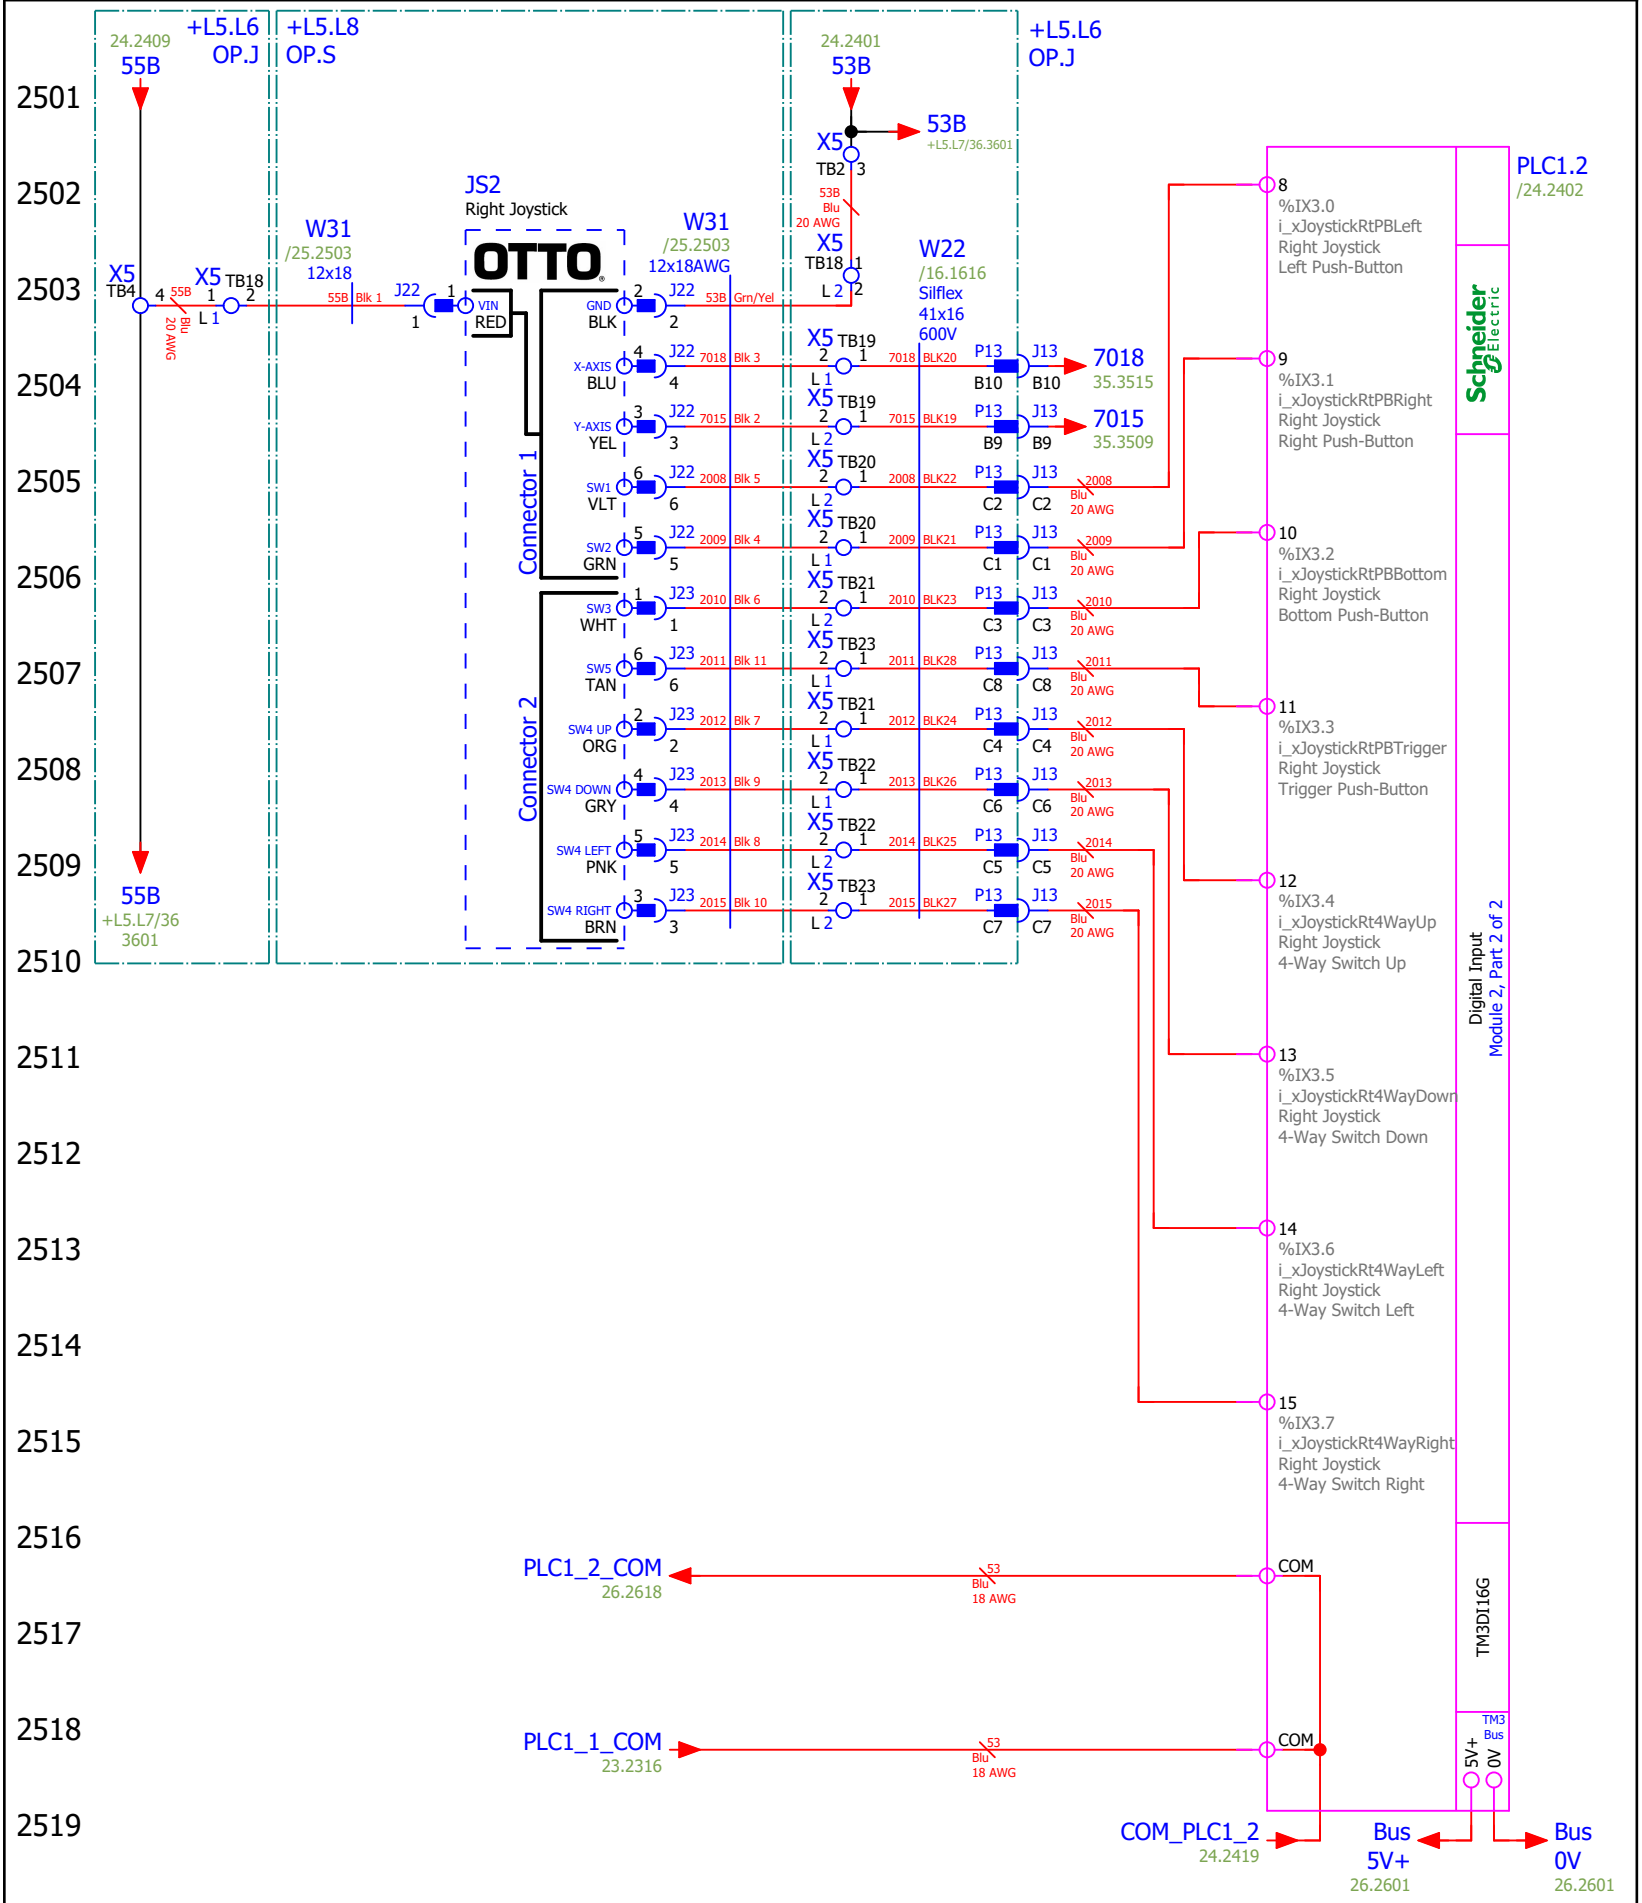 24.2409
55B
+L5.L6
OP.J
+L5.L8
OP.S
24.2401
53B
+L5.L6
OP.J
2501
2502
2503
2504
2505
2506
2507
2508
2509
2510
2511
2512
2513
2514
2515
2516
2517
2518
2519
53B
+L5.L7/36.3601
X5
TB2 3
53B
Blu
20 AWG
X5
TB18 1
L 2 2
X5
TB4
4
55B
Blu
20 AWG
X5
TB18
1 2
L 1
W31
/25.2503
12x18
55B Blk 1
J22
1
1
JS2
Right Joystick
OTTO
VIN
RED
Connector 1
Connector 2
W31
/25.2503
12x18AWG
W22
/16.1616
Silflex
41x16
600V
GND
BLK
2 J22
2
53B Grn/Yel
X-AXIS
BLU
4 J22
4
7018 Blk 3
X5 TB19
2 1
L 1
7018 BLK20
P13 J13
B10 B10
7018
35.3515
Y-AXIS
YEL
3 J22
3
7015 Blk 2
X5 TB19
2 1
L 2
7015 BLK19
P13 J13
B9 B9
7015
35.3509
SW1
VLT
6 J22
6
2008 Blk 5
X5 TB20
2 1
L 2
2008 BLK22
P13 J13
C2 C2
2008
Blu
20 AWG
SW2
GRN
5 J22
5
2009 Blk 4
X5 TB20
2 1
L 1
2009 BLK21
P13 J13
C1 C1
2009
Blu
20 AWG
SW3
WHT
1 J23
1
2010 Blk 6
X5 TB21
2 1
L 2
2010 BLK23
P13 J13
C3 C3
2010
Blu
20 AWG
SW5
TAN
6 J23
6
2011 Blk 11
X5 TB23
2 1
L 1
2011 BLK28
P13 J13
C8 C8
2011
Blu
20 AWG
SW4 UP
ORG
2 J23
2
2012 Blk 7
X5 TB21
2 1
L 1
2012 BLK24
P13 J13
C4 C4
2012
Blu
20 AWG
SW4 DOWN
GRY
4 J23
4
2013 Blk 9
X5 TB22
2 1
L 1
2013 BLK26
P13 J13
C6 C6
2013
Blu
20 AWG
SW4 LEFT
PNK
5 J23
5
2014 Blk 8
X5 TB22
2 1
L 2
2014 BLK25
P13 J13
C5 C5
2014
Blu
20 AWG
SW4 RIGHT
BRN
3 J23
3
2015 Blk 10
X5 TB23
2 1
L 2
2015 BLK27
P13 J13
C7 C7
2015
Blu
20 AWG
55B
+L5.L7/36
3601
PLC1.2
/24.2402
Schneider
Electric
8
%IX3.0
i_xJoystickRtPBLeft
Right Joystick
Left Push-Button
9
%IX3.1
i_xJoystickRtPBRight
Right Joystick
Right Push-Button
10
%IX3.2
i_xJoystickRtPBBottom
Right Joystick
Bottom Push-Button
11
%IX3.3
i_xJoystickRtPBTrigger
Right Joystick
Trigger Push-Button
12
%IX3.4
i_xJoystickRt4WayUp
Right Joystick
4-Way Switch Up
13
%IX3.5
i_xJoystickRt4WayDown
Right Joystick
4-Way Switch Down
14
%IX3.6
i_xJoystickRt4WayLeft
Right Joystick
4-Way Switch Left
15
%IX3.7
i_xJoystickRt4WayRight
Right Joystick
4-Way Switch Right
Digital Input
Module 2, Part 2 of 2
TM3DI16G
PLC1_2_COM
26.2618
53
Blu
18 AWG
COM
PLC1_1_COM
23.2316
53
Blu
18 AWG
COM
TM3
Bus
5V+
0V
COM_PLC1_2
24.2419
Bus
5V+
26.2601
Bus
0V
26.2601